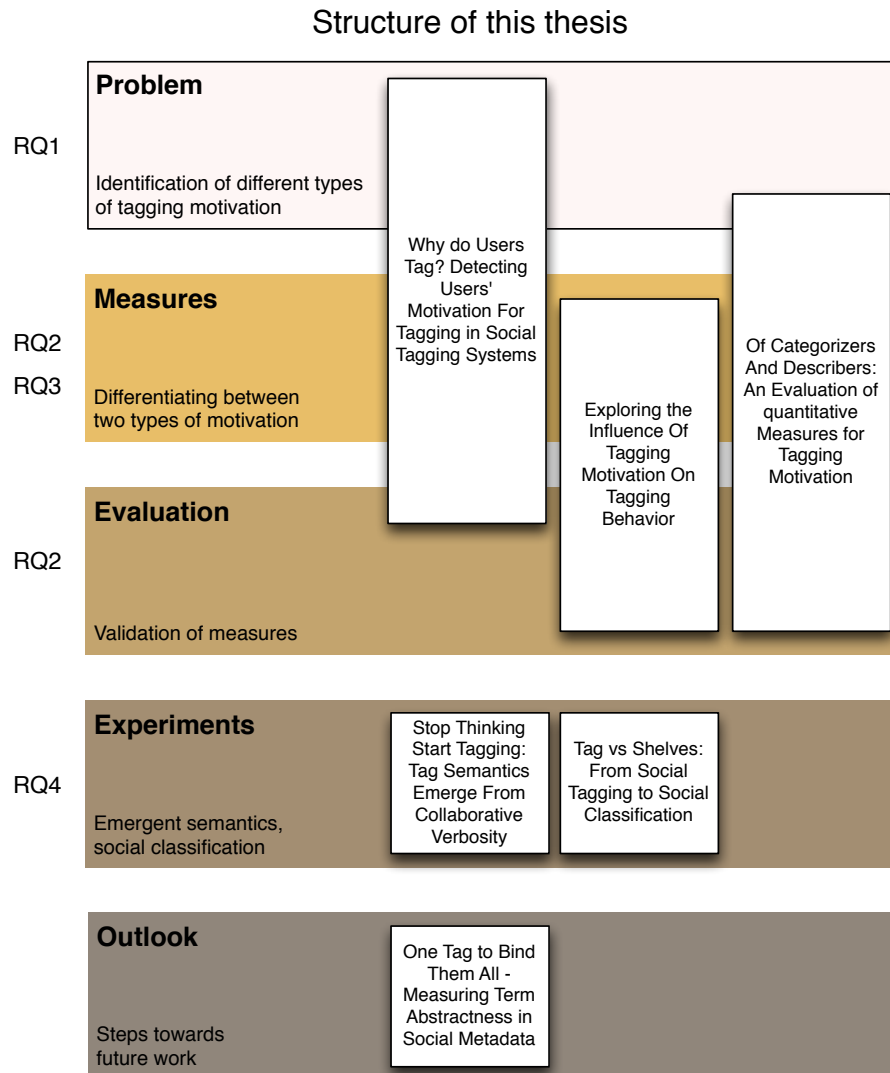 Structure of this thesis
Problem
RQ1
Identification of different types
of tagging motivation
Why do Users
Tag? Detecting
Users'
Motivation For
Tagging in Social
Tagging Systems
Measures
RQ2
RQ3
Differentiating between
two types of motivation
Exploring the
Influence Of
Tagging
Motivation On
Tagging
Behavior
Of Categorizers
And Describers:
An Evaluation of
quantitative
Measures for
Tagging
Motivation
Evaluation
RQ2
Validation of measures
Experiments
RQ4
Emergent semantics,
social classification
Stop Thinking
Start Tagging:
Tag Semantics
Emerge From
Collaborative
Verbosity
Tag vs Shelves:
From Social
Tagging to Social
Classification
Outlook
Steps towards
future work
One Tag to Bind
Them All -
Measuring Term
Abstractness in
Social Metadata